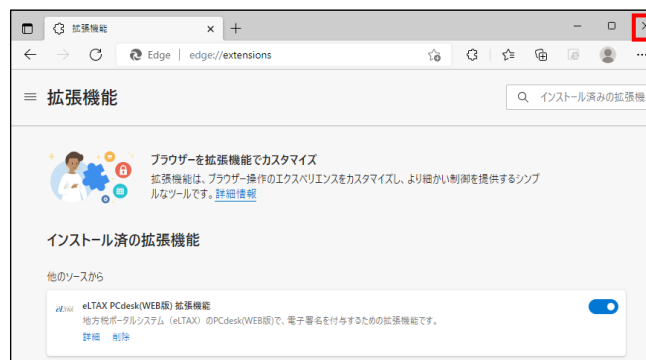 拡張機能
Edge | edge://extensions
拡張機能
インストール済みの拡張機
ブラウザーを拡張機能でカスタマイズ
拡張機能は、ブラウザー操作のエクスペリエンスをカスタマイズし、より細かい制御を提供するシンプ
ルなツールです。詳細情報
インストール済の拡張機能
他のソースから
eLTAX
eLTAX PCdesk(WEB版) 拡張機能
地方税ポータルシステム（eLTAX）のPCdesk(WEB版)で、電子署名を付与するための拡張機能です。
詳細 削除